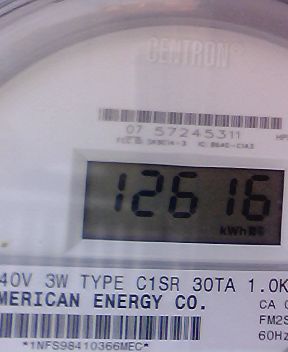 CENTRON®
07 57245311
12616
kWh
40V 3W TYPE C1SR 30TA 1.0K
MERICAN ENERGY CO.
CA
FM2S
60Hz
*1NFS98410366MEC*